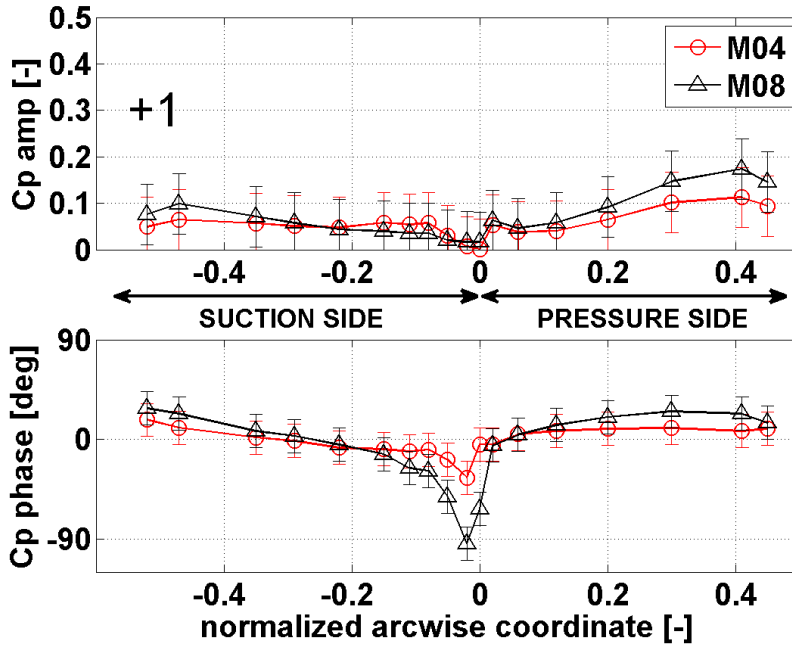 0.5
0.4
0.3
0.2
0.1
0
Cp amp [-]
+1
M04
M08
-0.4 -0.2 0 0.2 0.4
SUCTION SIDE PRESSURE SIDE
90
0
-90
Cp phase [deg]
-0.4 -0.2 0 0.2 0.4
normalized arcwise coordinate [-]